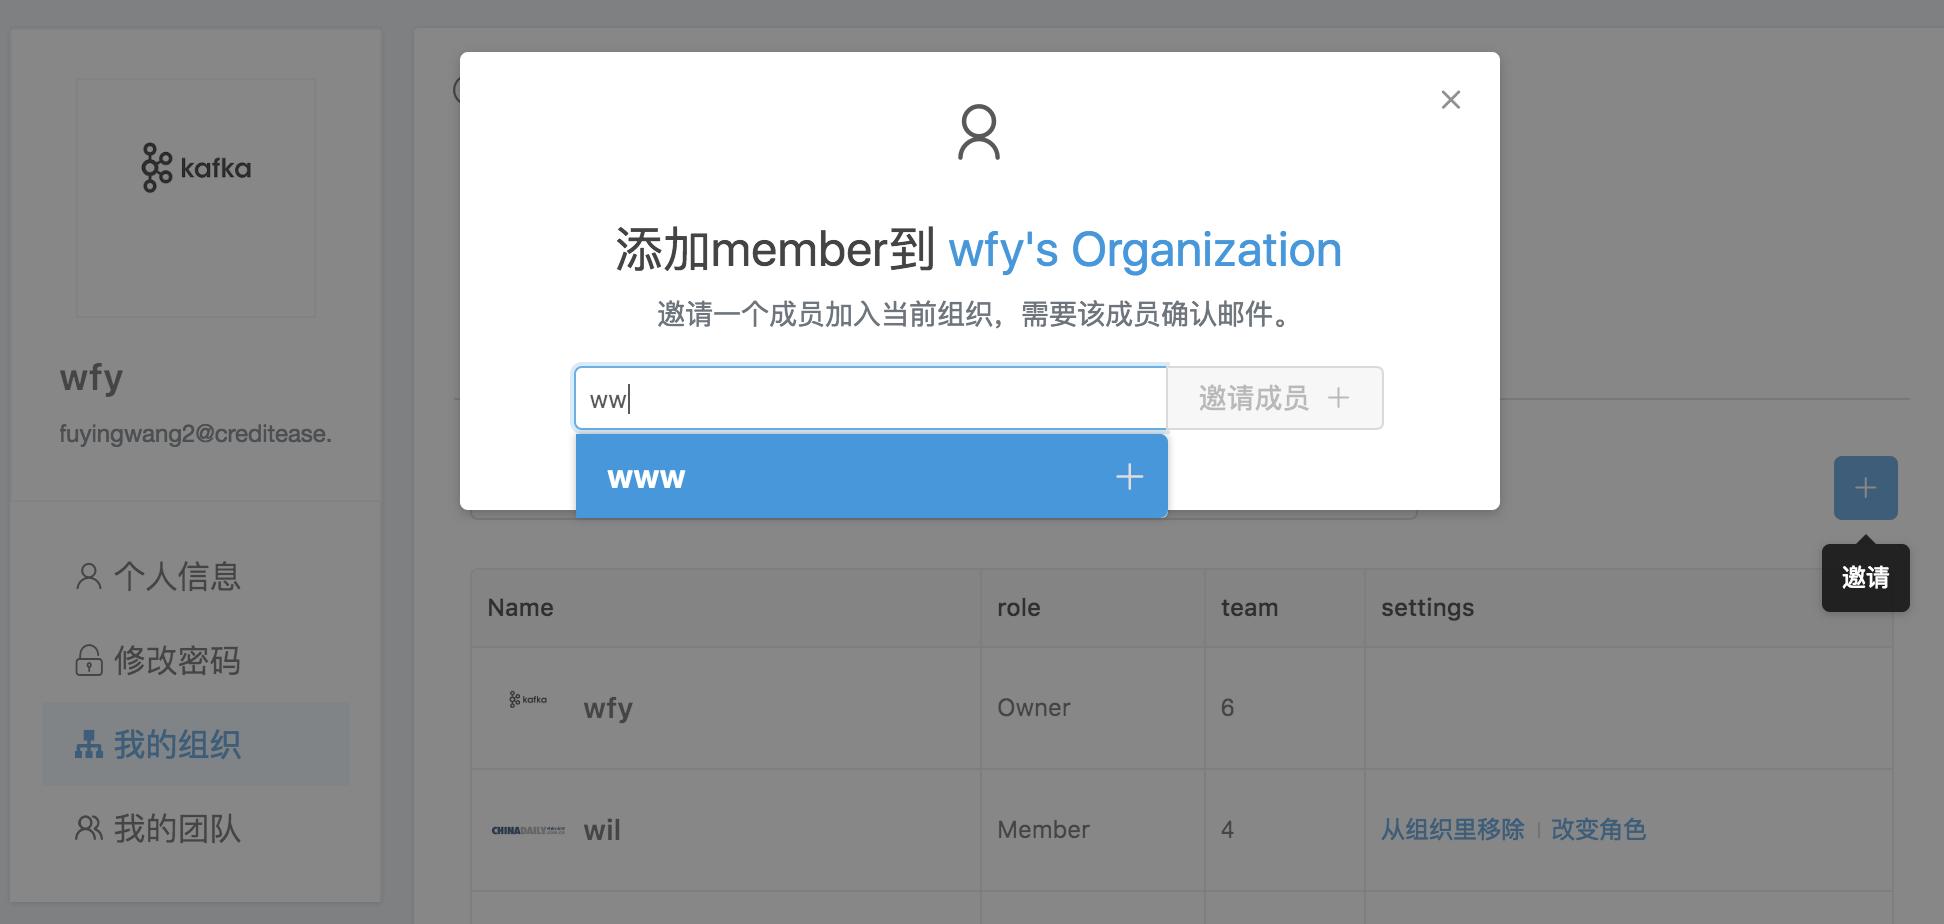 kafka
wfy
fuyingwang2@creditease.
个人信息
修改密码
我的组织
我的团队
添加member到 wfy's Organization
邀请一个成员加入当前组织，需要该成员确认邮件。
ww
邀请成员
www
邀请
Name role team settings
kafka wfy Owner 6
CHINADAILY wil Member 4 从组织里移除 改变角色